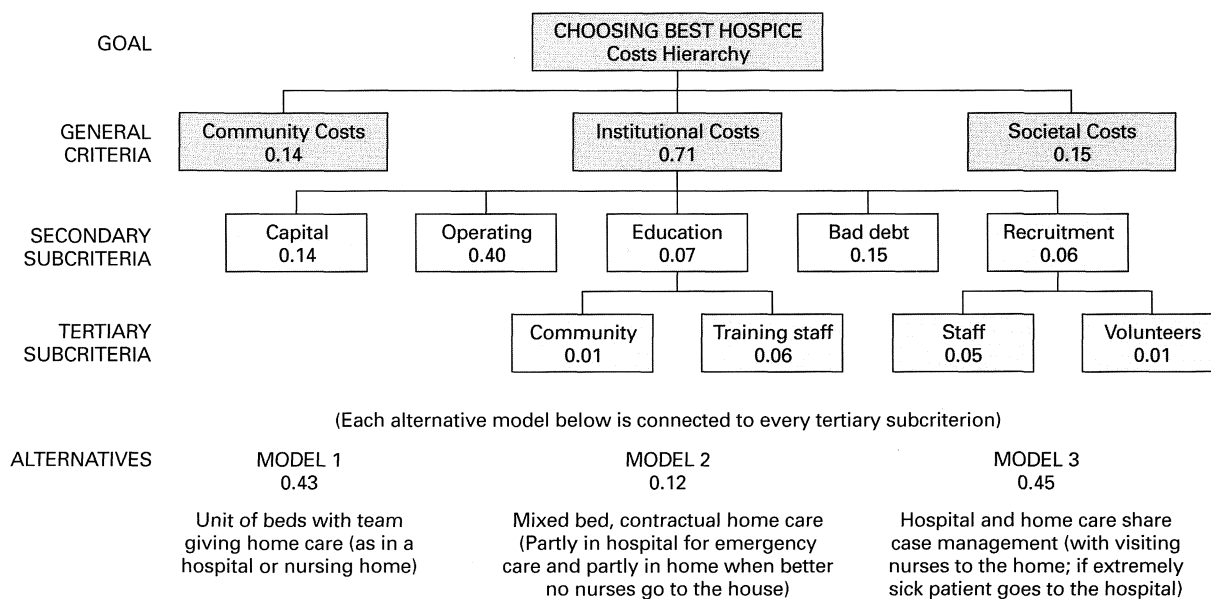 GOAL
CHOOSING BEST HOSPICE
Costs Hierarchy
GENERAL
CRITERIA
Community Costs
0.14
Institutional Costs
0.71
Societal Costs
0.15
SECONDARY
SUBCRITERIA
Capital
0.14
Operating
0.40
Education
0.07
Bad debt
0.15
Recruitment
0.06
TERTIARY
SUBCRITERIA
Community
0.01
Training staff
0.06
Staff
0.05
Volunteers
0.01
(Each alternative model below is connected to every tertiary subcriterion)
ALTERNATIVES
MODEL 1
0.43
Unit of beds with team
giving home care (as in a
hospital or nursing home)
MODEL 2
0.12
Mixed bed, contractual home care
(Partly in hospital for emergency
care and partly in home when better
no nurses go to the house)
MODEL 3
0.45
Hospital and home care share
case management (with visiting
nurses to the home; if extremely
sick patient goes to the hospital)